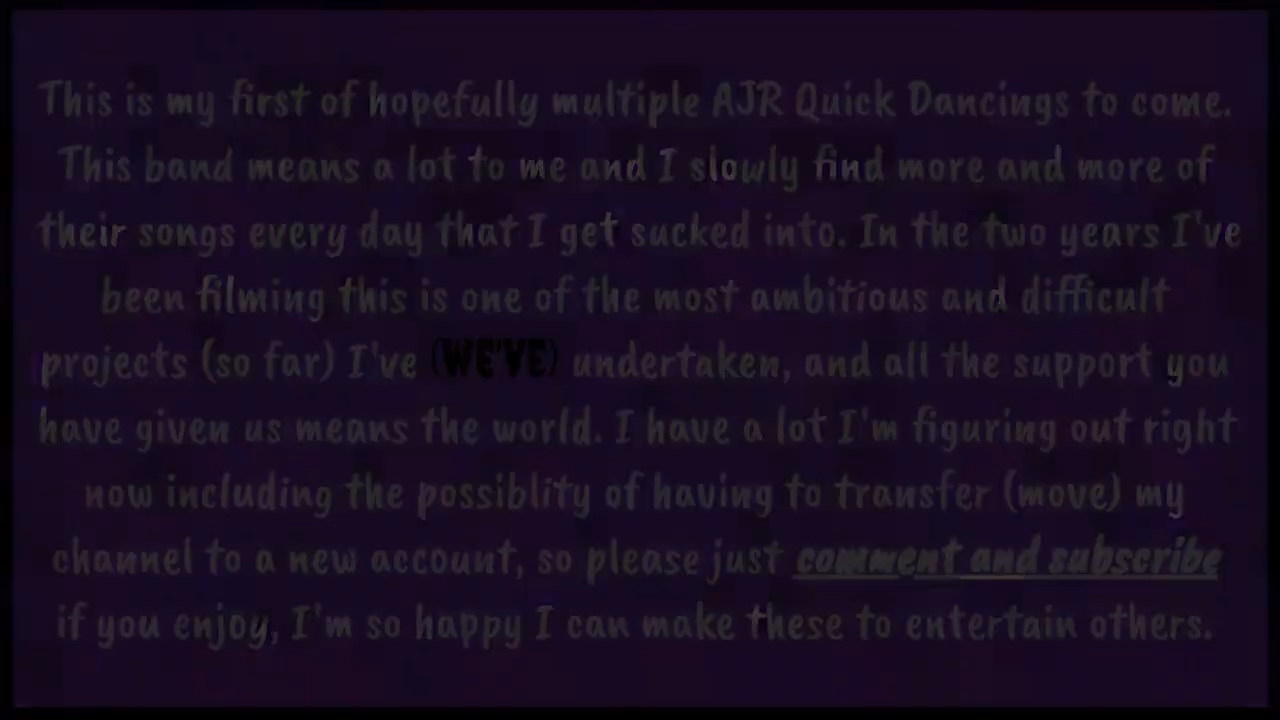 This is my first of hopefully multiple AJR Quick Dancings to come.
This band means a lot to me and I slowly find more and more of
their songs every day that I get sucked into. In the two years I've
been filming this is one of the most ambitious and difficult
projects (so far) I've (WE'VE) undertaken, and all the support you
have given us means the world. I have a lot I'm figuring out right
now including the possiblity of having to transfer (move) my
channel to a new account, so please just comment and subscribe
if you enjoy, I'm so happy I can make these to entertain others.